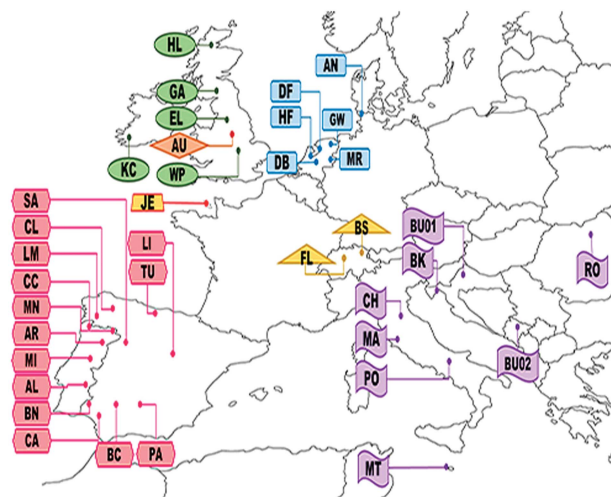 HL
AN
GA
DF
EL
HF
GW
AU
KC
WP
DB
MR
SA
JE
CL
LI
BS
BU01
LM
FL
BK
RO
CC
TU
MN
CH
AR
MA
MI
BU02
AL
PO
BN
CA
BC
PA
MT